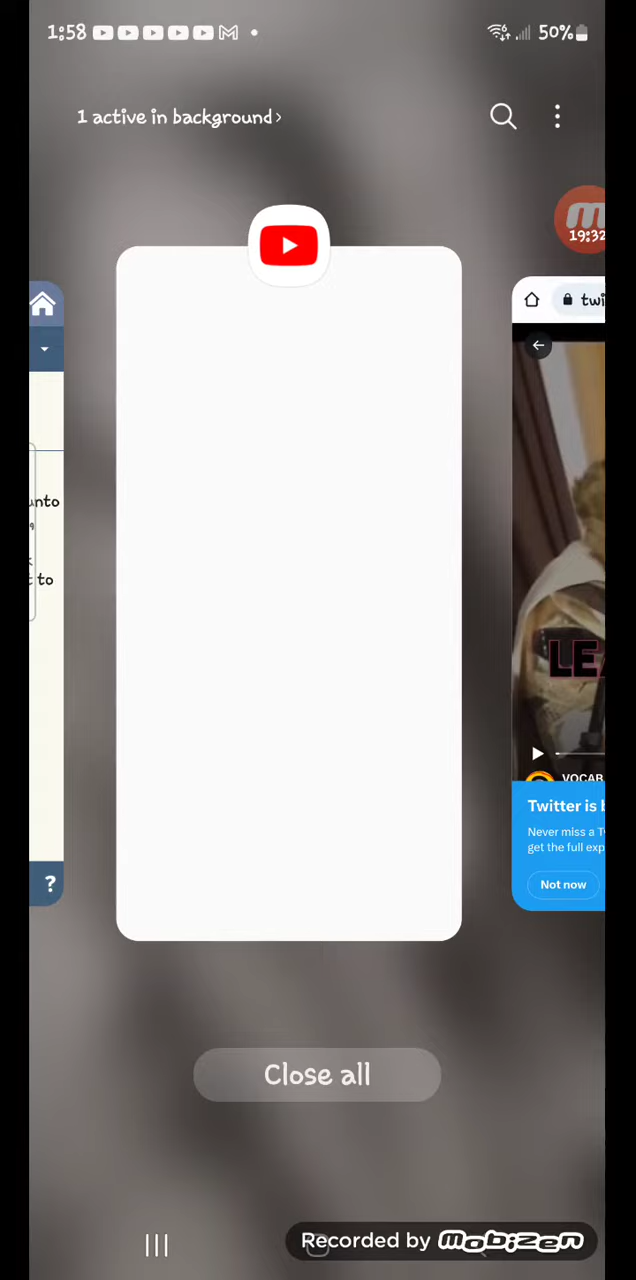 1:58
50%
1 active in background
19:32
unto
to
twi
LE
VOCAB
Twitter is b
Never miss a T
get the full exp
Not now
?
Close all
Recorded by mobizen